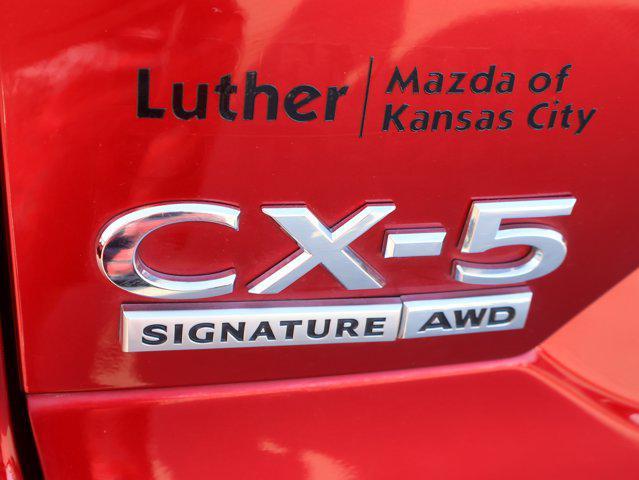 Luther
Mazda of
Kansas City
CX-5
SIGNATURE AWD